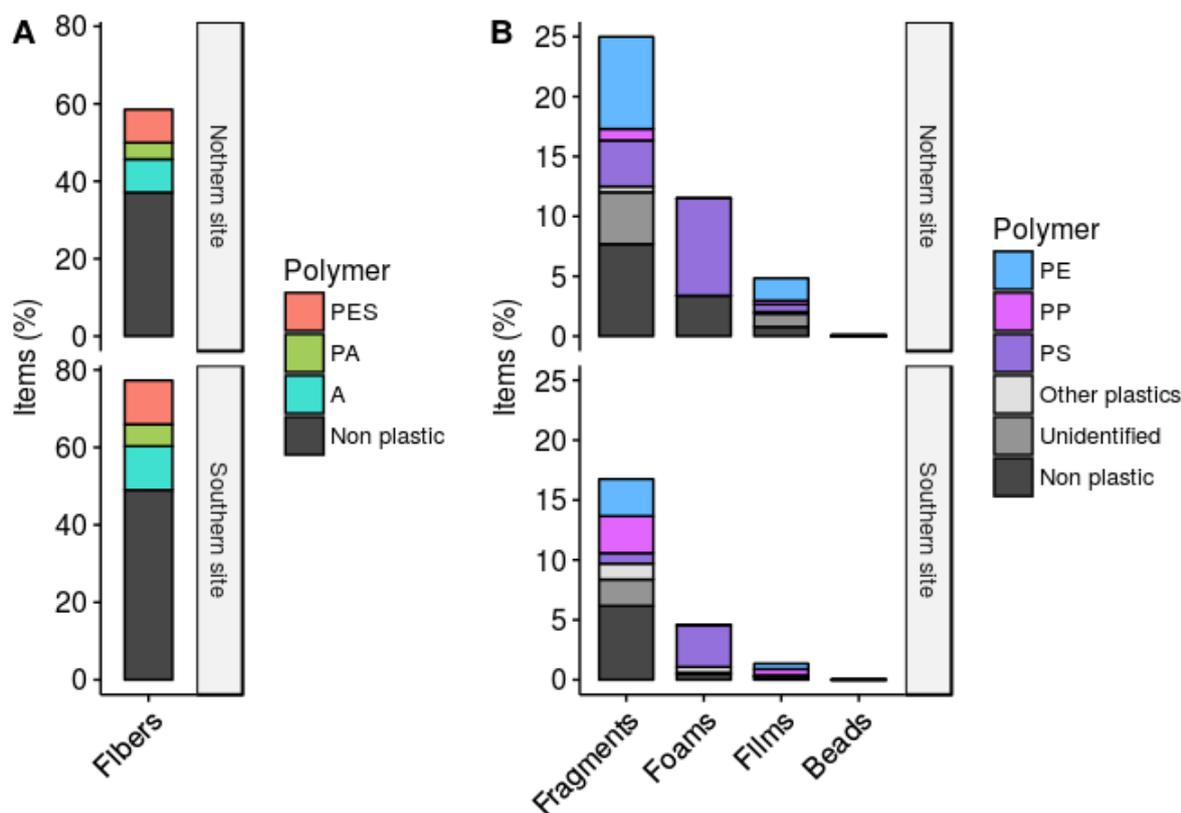 A
Items (%)
80
60
40
20
0
Nothern site
80
60
40
20
0
Southern site
FIbers
Polymer
PES
PA
A
Non plastic
B
Items (%)
25
20
15
10
5
0
Nothern site
25
20
15
10
5
0
Southern site
Fragments
Foams
FIlms
Beads
Polymer
PE
PP
PS
Other plastics
Unidentified
Non plastic